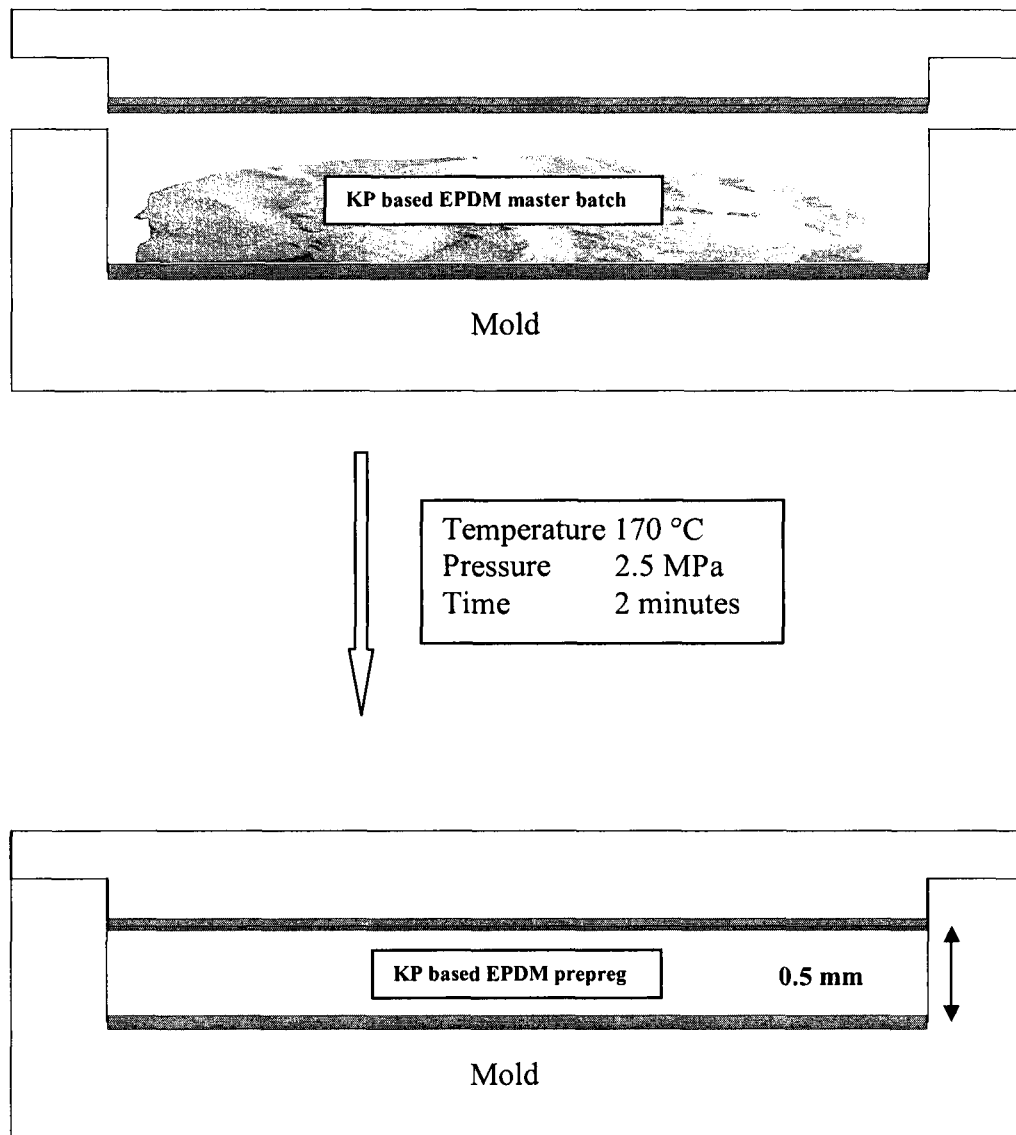 KP based EPDM master batch
Mold
Temperature 170 °C
Pressure 2.5 MPa
Time 2 minutes
KP based EPDM prepreg
0.5 mm
Mold